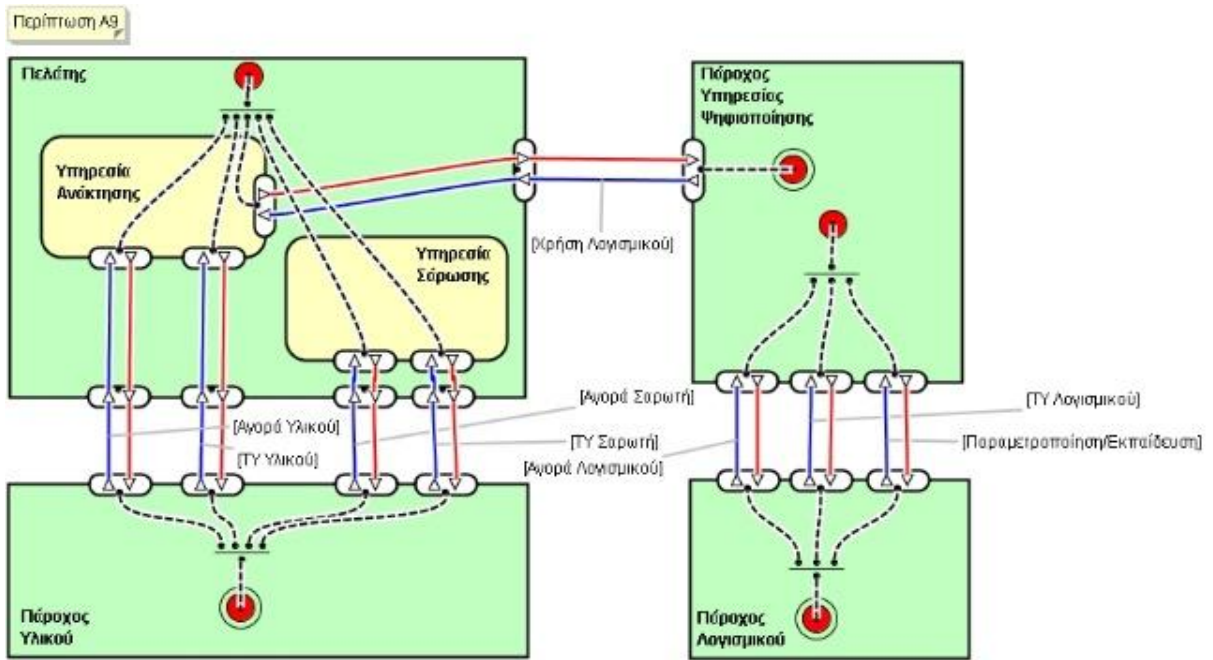 Περίπτωση A9
Πελάτης
Πάροχος
Υπηρεσίας
Ψηφιοποίησης
Υπηρεσία
Ανάκτησης
[Χρήση Λογισμικού]
Υπηρεσία
Σάρωσης
[Αγορά Σαρωτή]
[ΤΥ Λογισμικού]
[Αγορά Υλικού]
[ΤΥ Σαρωτή]
[Παραμετροποίηση/Εκπαίδευση]
[ΤΥ Υλικού]
[Αγορά Λογισμικού]
Πάροχος
Υλικού
Πάροχος
Λογισμικού